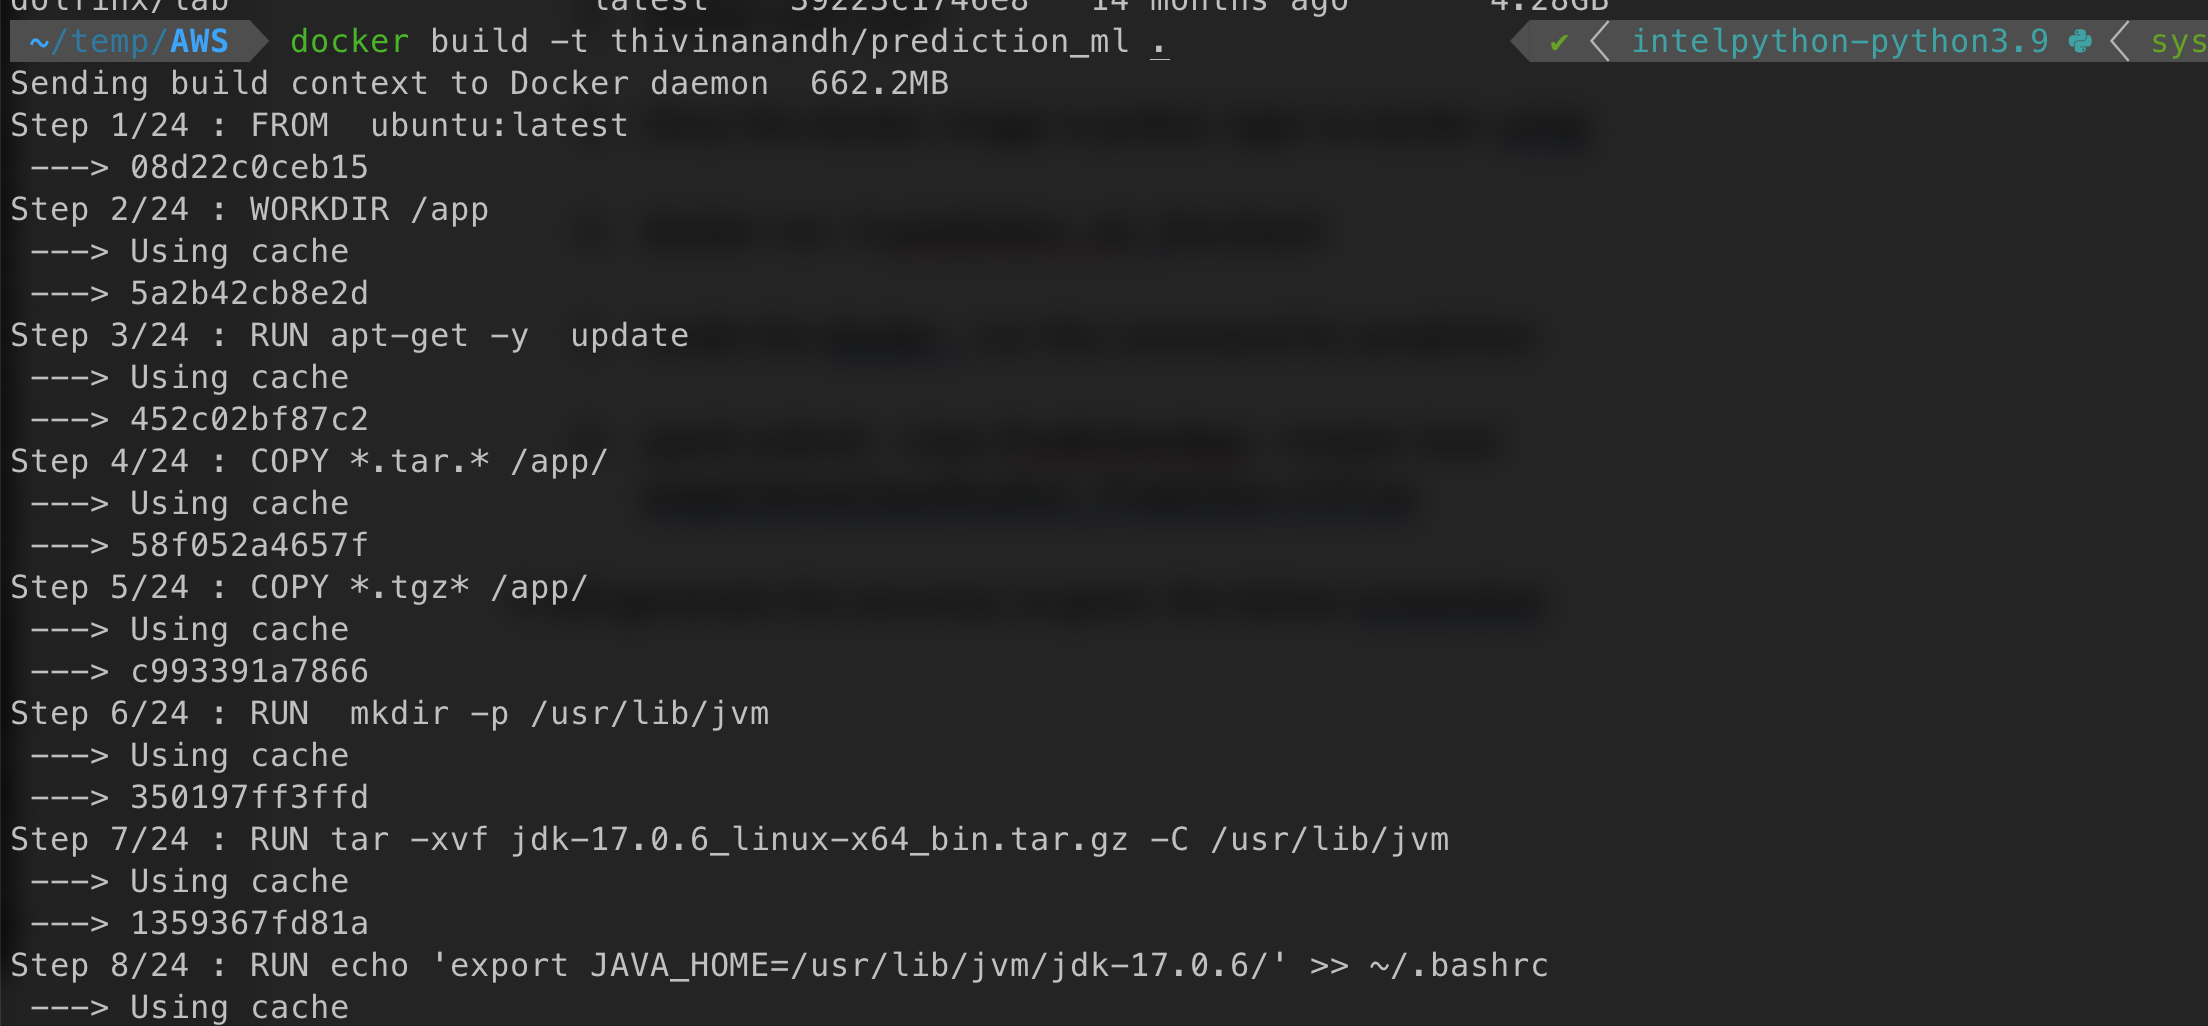 dolfinx/lab latest 39223c1746e8 14 months ago 4.28GB
~/temp/AWS docker build -t thivinanandh/prediction_ml . ✔ intelpython-python3.9 sys
Sending build context to Docker daemon  662.2MB
Step 1/24 : FROM  ubuntu:latest
 ---> 08d22c0ceb15
Step 2/24 : WORKDIR /app
 ---> Using cache
 ---> 5a2b42cb8e2d
Step 3/24 : RUN apt-get -y  update
 ---> Using cache
 ---> 452c02bf87c2
Step 4/24 : COPY *.tar.* /app/
 ---> Using cache
 ---> 58f052a4657f
Step 5/24 : COPY *.tgz* /app/
 ---> Using cache
 ---> c993391a7866
Step 6/24 : RUN  mkdir -p /usr/lib/jvm
 ---> Using cache
 ---> 350197ff3ffd
Step 7/24 : RUN tar -xvf jdk-17.0.6_linux-x64_bin.tar.gz -C /usr/lib/jvm
 ---> Using cache
 ---> 1359367fd81a
Step 8/24 : RUN echo 'export JAVA_HOME=/usr/lib/jvm/jdk-17.0.6/' >> ~/.bashrc
 ---> Using cache